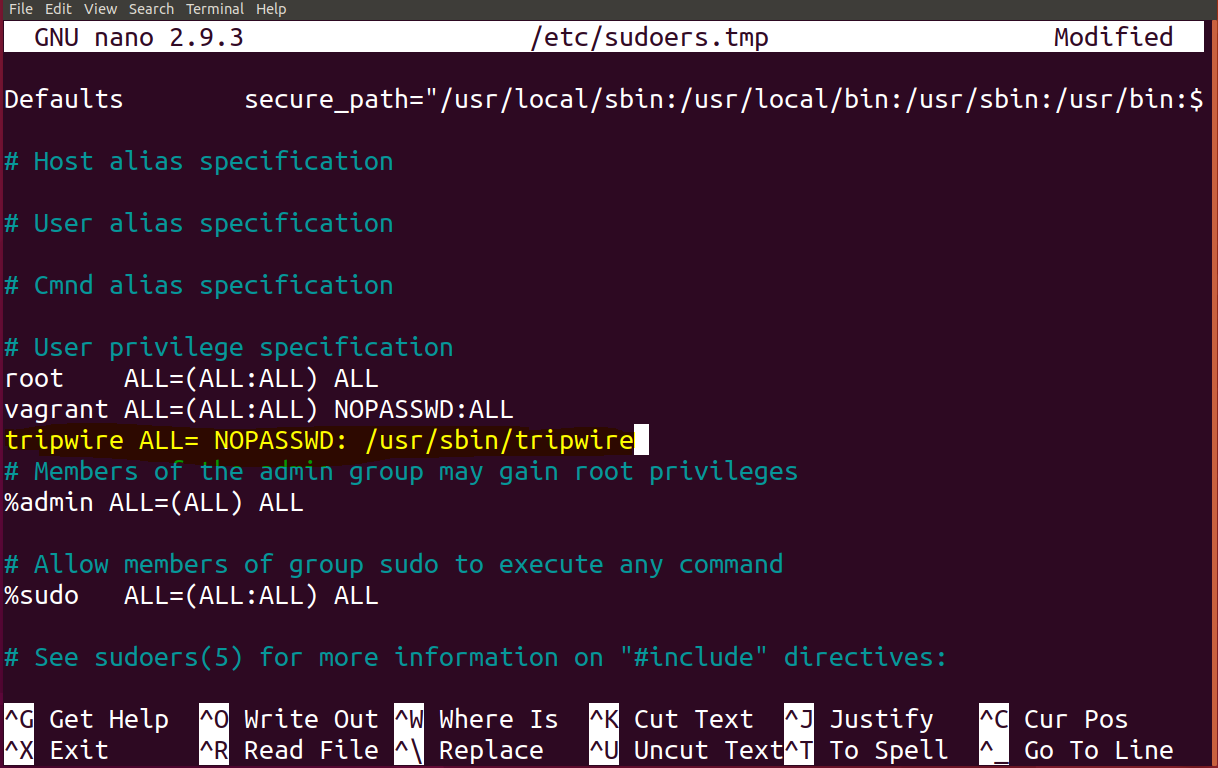 File Edit View Search Terminal Help
GNU nano 2.9.3 /etc/sudoers.tmp Modified
Defaults secure_path="/usr/local/sbin:/usr/local/bin:/usr/sbin:/usr/bin:$
# Host alias specification
# User alias specification
# Cmnd alias specification
# User privilege specification
root ALL=(ALL:ALL) ALL
vagrant ALL=(ALL:ALL) NOPASSWD:ALL
tripwire ALL= NOPASSWD: /usr/sbin/tripwire
# Members of the admin group may gain root privileges
%admin ALL=(ALL) ALL
# Allow members of group sudo to execute any command
%sudo ALL=(ALL:ALL) ALL
# See sudoers(5) for more information on "#include" directives:
^G Get Help ^O Write Out ^W Where Is ^K Cut Text ^J Justify ^C Cur Pos
^X Exit ^R Read File ^\ Replace ^U Uncut Text ^T To Spell ^_ Go To Line